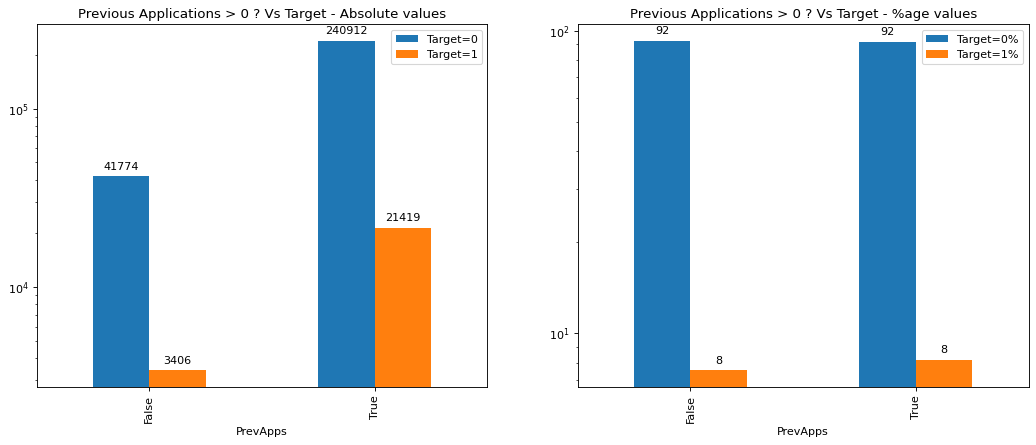 Previous Applications > 0 ? Vs Target - Absolute values
240912
Target=0
Target=1
10^5
41774
21419
10^4
3406
False
True
PrevApps
Previous Applications > 0 ? Vs Target - %age values
10^2
92
92
Target=0%
Target=1%
10^1
8
8
False
True
PrevApps